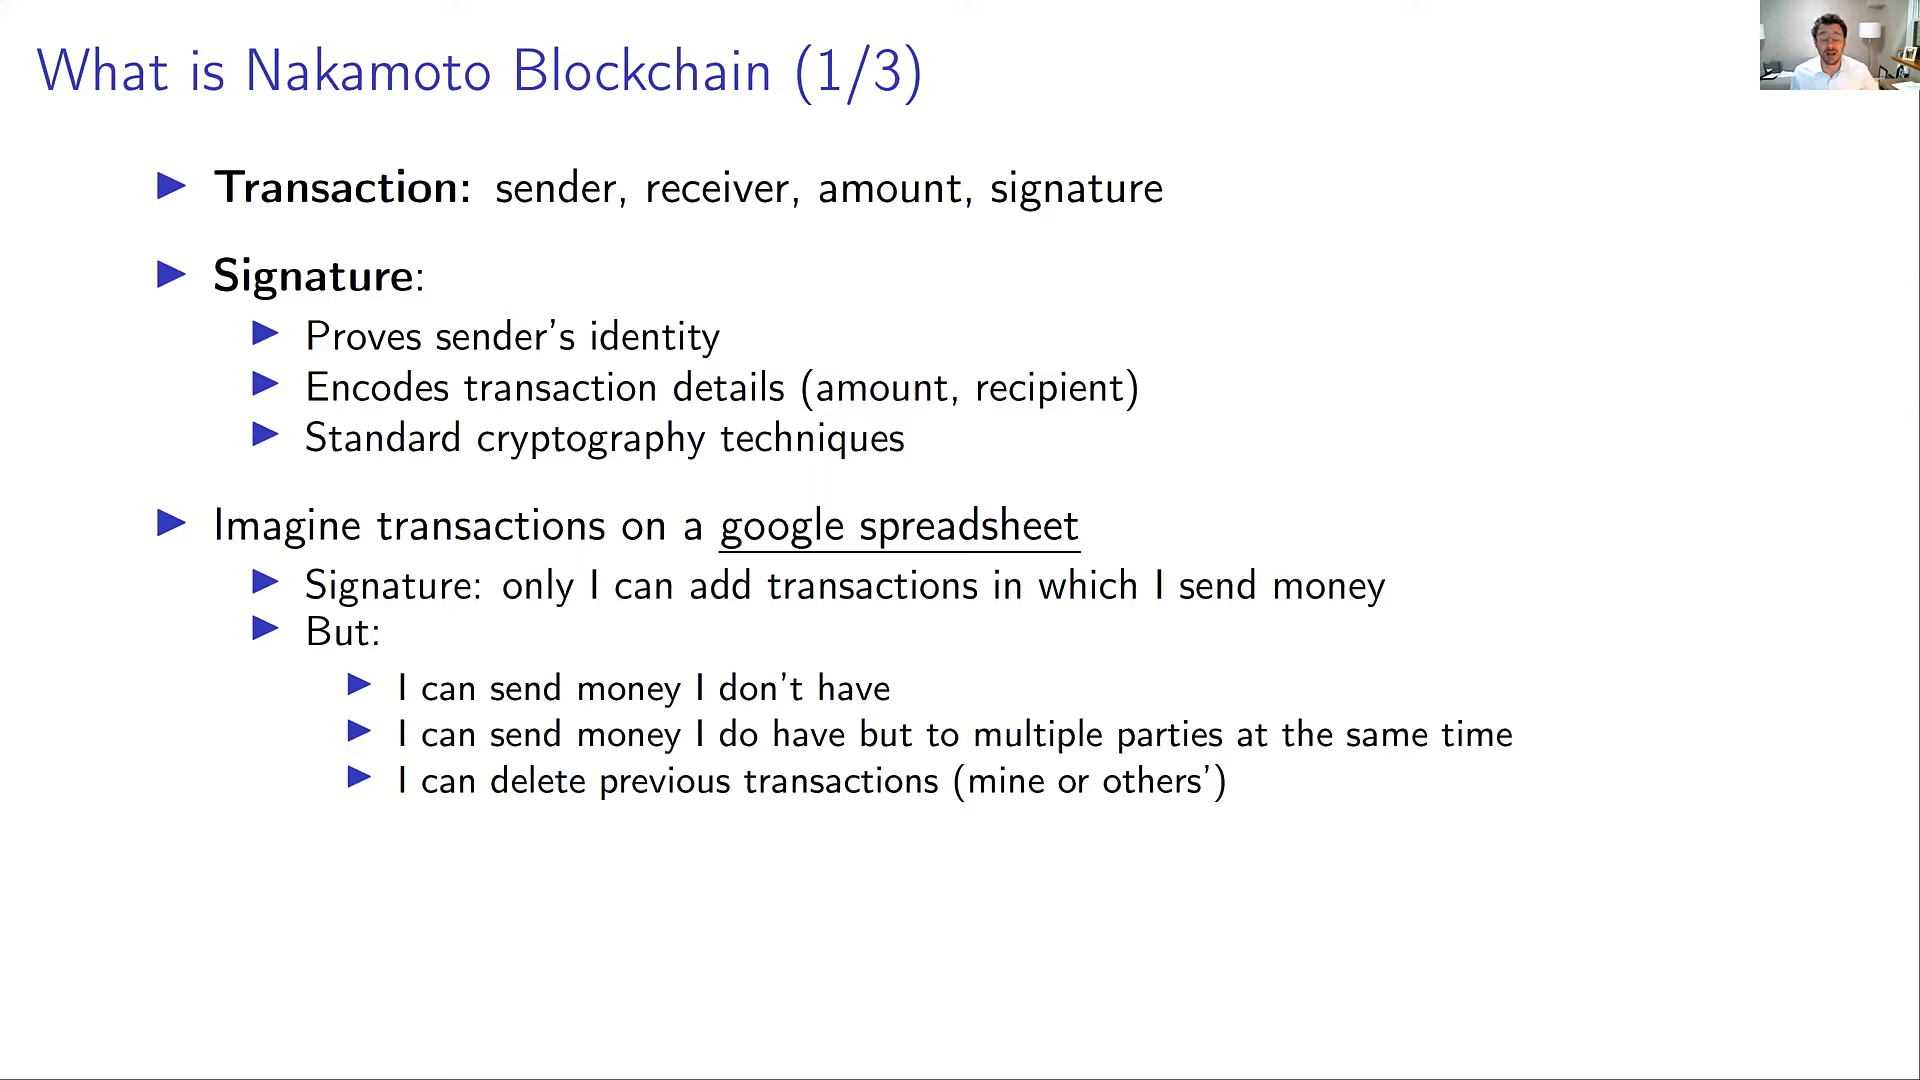 What is Nakamoto Blockchain (1/3)
Transaction: sender, receiver, amount, signature
Signature:
Proves sender's identity
Encodes transaction details (amount, recipient)
Standard cryptography techniques
Imagine transactions on a google spreadsheet
Signature: only I can add transactions in which I send money
But:
I can send money I don't have
I can send money I do have but to multiple parties at the same time
I can delete previous transactions (mine or others')